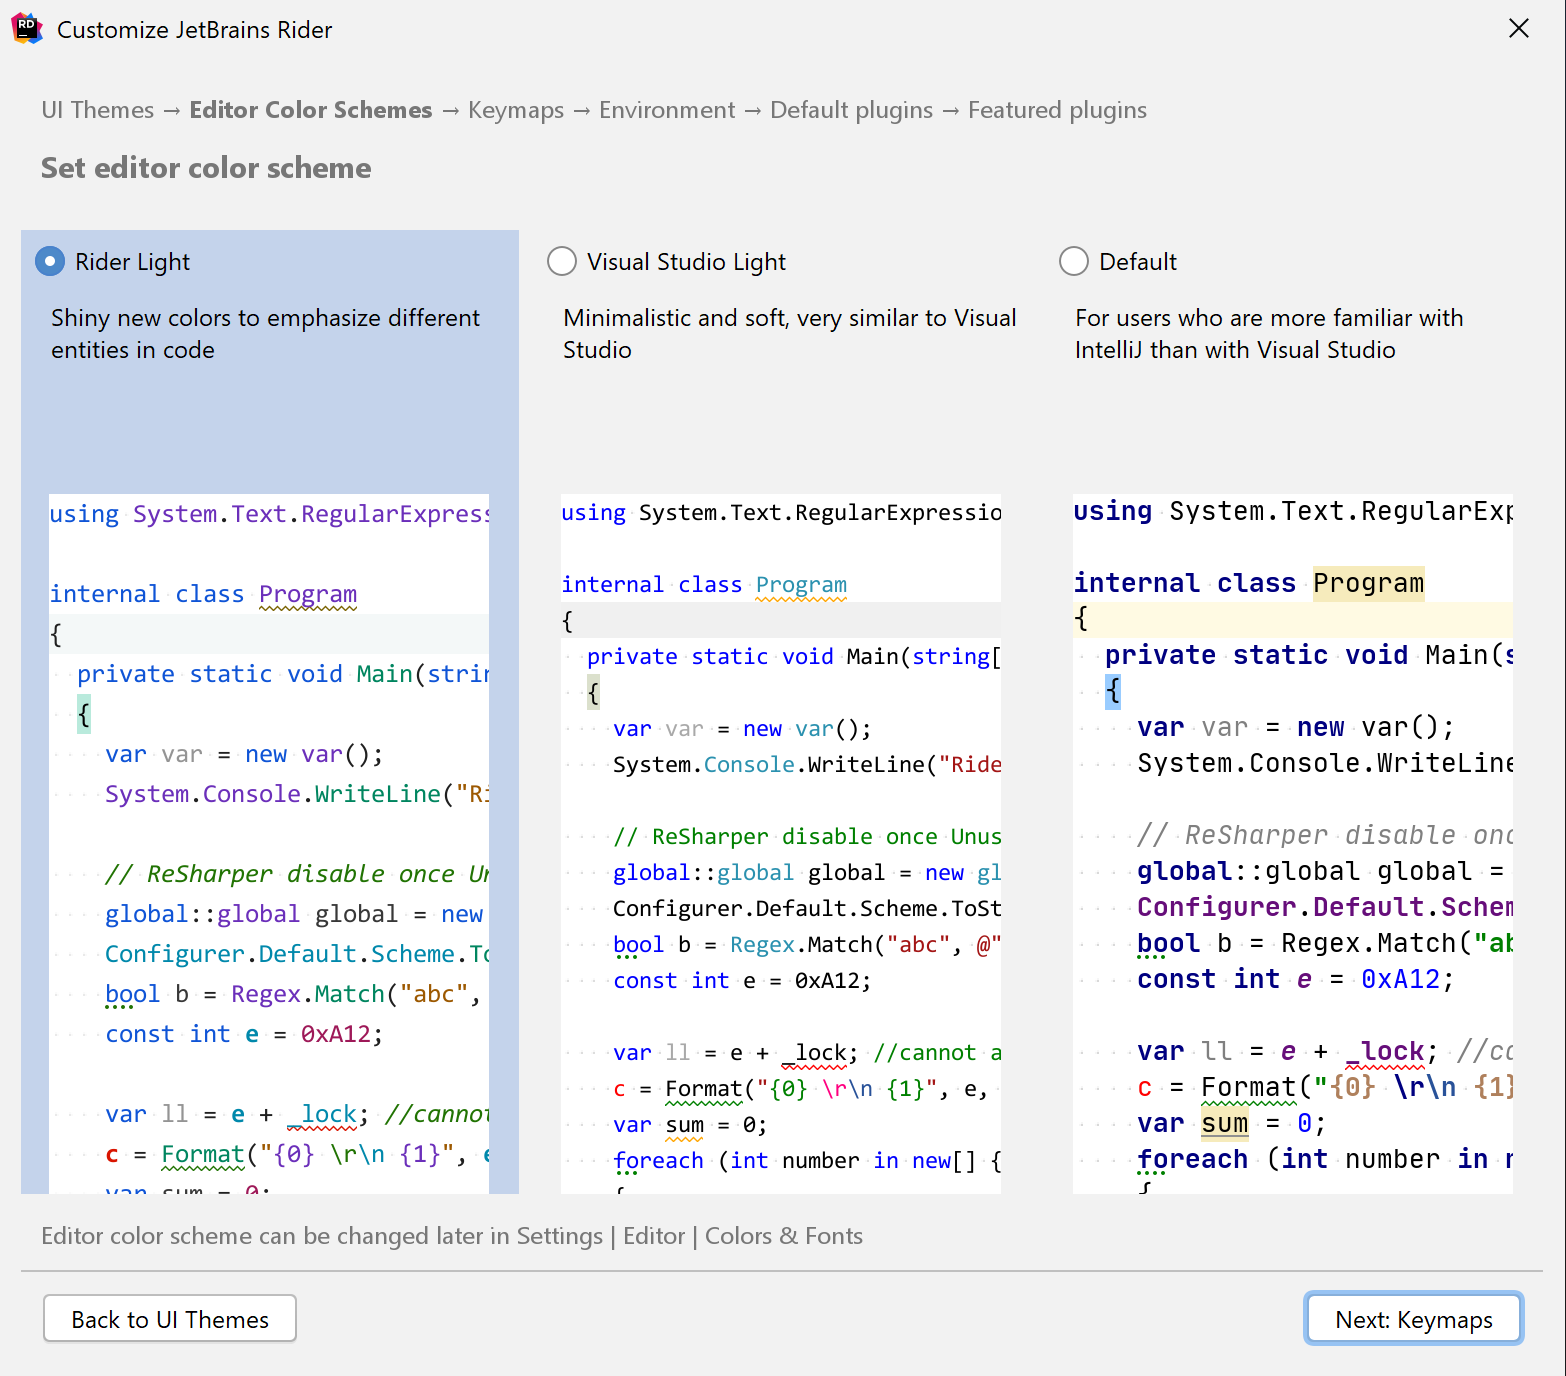 RD
Customize JetBrains Rider
UI Themes → Editor Color Schemes → Keymaps → Environment → Default plugins → Featured plugins
Set editor color scheme
Rider Light
Shiny new colors to emphasize different
entities in code
using System.Text.RegularExpress
internal class Program
{
private static void Main(strin
{
var var = new var();
System.Console.WriteLine("Ri
// ReSharper disable once Un
global::global global = new
Configurer.Default.Scheme.To
bool b = Regex.Match("abc",
const int e = 0xA12;
var ll = e + _lock; //cannot
c = Format("{0} \r\n {1}", e
var sum = 0;
Visual Studio Light
Minimalistic and soft, very similar to Visual
Studio
using System.Text.RegularExpressio
internal class Program
{
private static void Main(string[
{
var var = new var();
System.Console.WriteLine("Ride
// ReSharper disable once Unus
global::global global = new gl
Configurer.Default.Scheme.ToSt
bool b = Regex.Match("abc", @"
const int e = 0xA12;
var ll = e + _lock; //cannot a
c = Format("{0} \r\n {1}", e,
var sum = 0;
foreach (int number in new[] {
{
Default
For users who are more familiar with
IntelliJ than with Visual Studio
using System.Text.RegularExp
internal class Program
{
private static void Main(s
{
var var = new var();
System.Console.WriteLine
// ReSharper disable onc
global::global global =
Configurer.Default.Schem
bool b = Regex.Match("ab
const int e = 0xA12;
var ll = e + _lock; //ca
c = Format("{0} \r\n {1}
var sum = 0;
foreach (int number in n
{
Editor color scheme can be changed later in Settings | Editor | Colors & Fonts
Back to UI Themes
Next: Keymaps